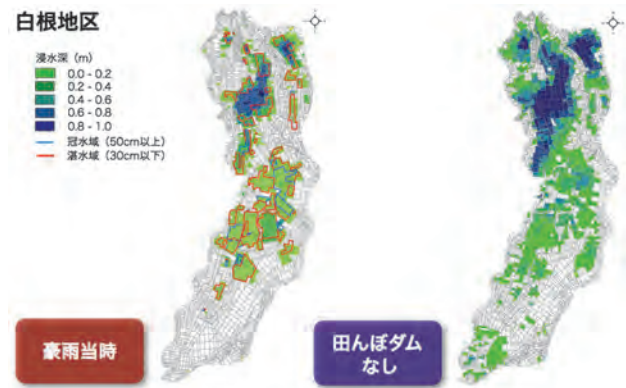 白根地区
浸水深（m）
0.0 - 0.2
0.2 - 0.4
0.4 - 0.6
0.6 - 0.8
0.8 - 1.0
冠水域（50cm以上）
湛水域（30cm以下）
豪雨当時
田んぼダム
なし